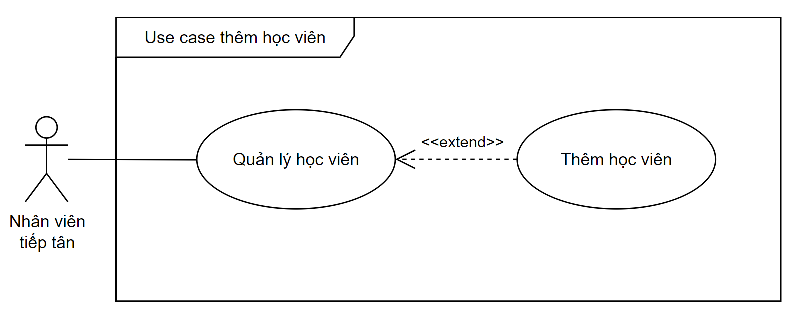 Use case thêm học viên
<<extend>>
Quản lý học viên
Thêm học viên
Nhân viên
tiếp tân